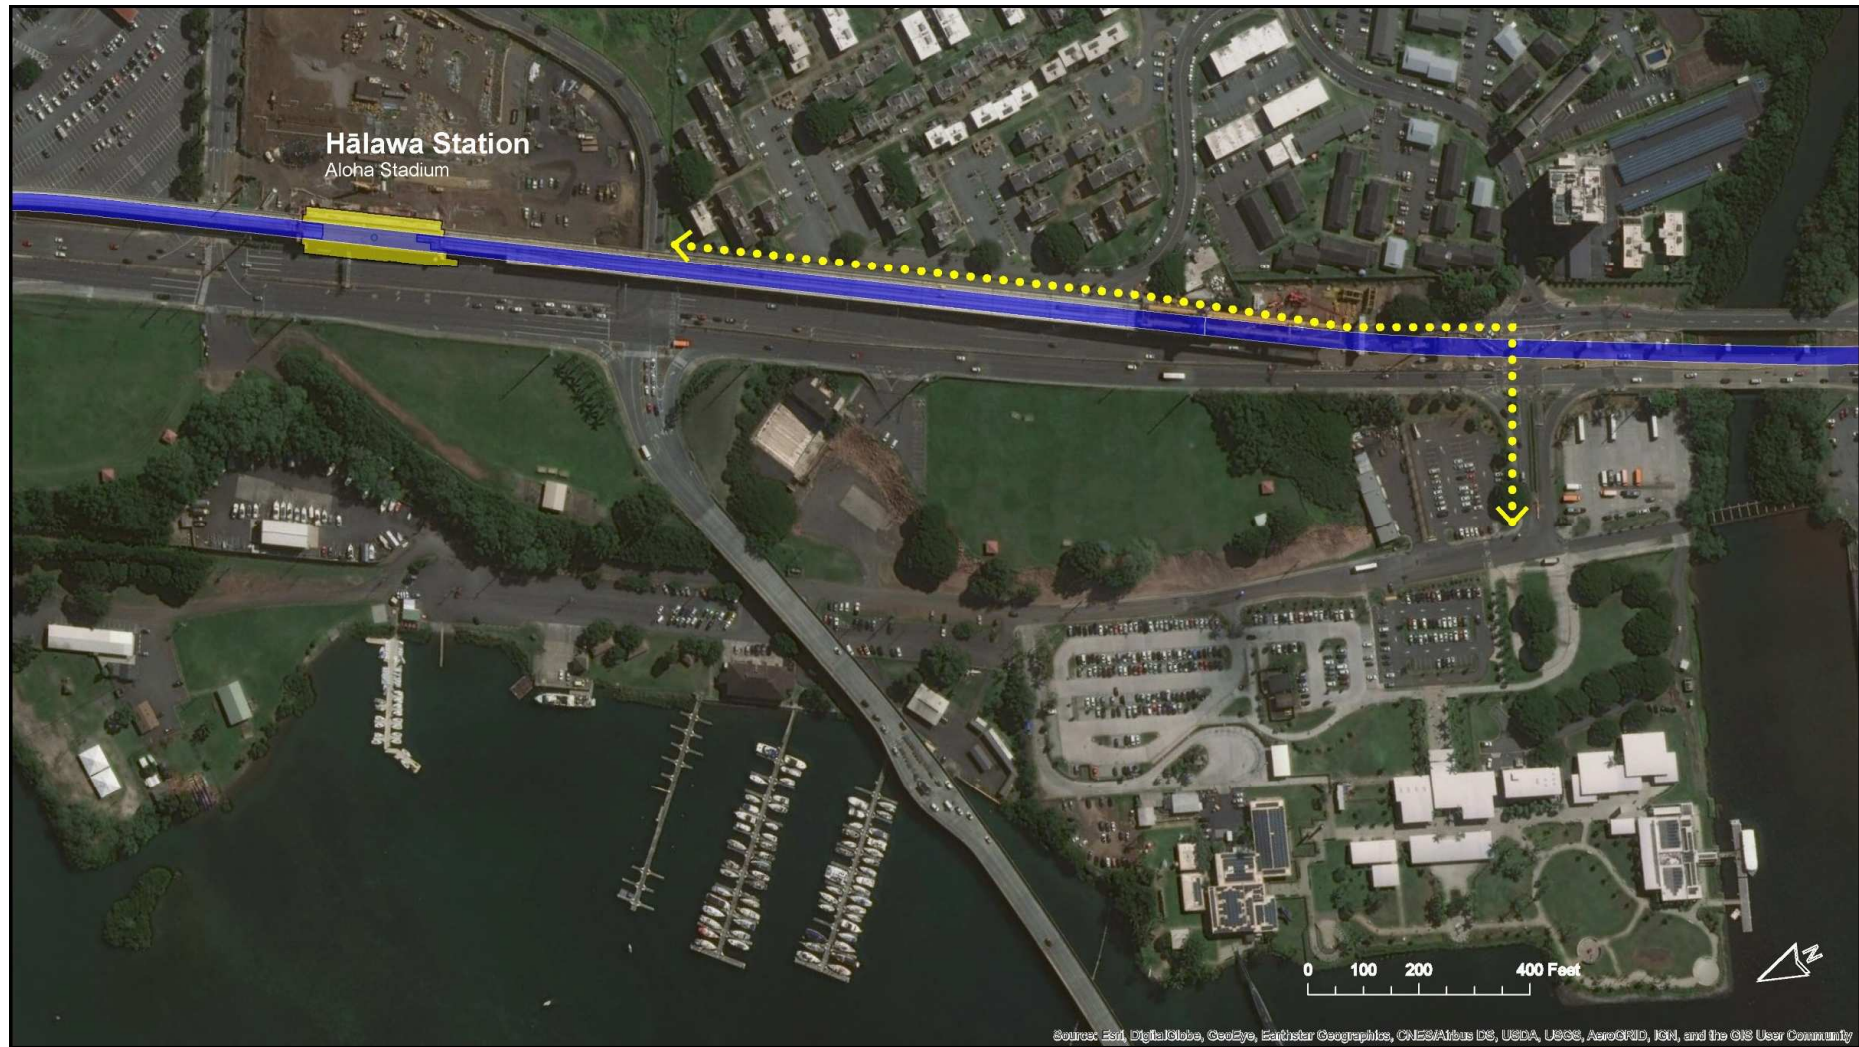 Hālawa Station
Aloha Stadium
N
0 100 200 400 Feet
Source: Esri, DigitalGlobe, GeoEye, Earthstar Geographics, CNES/Airbus DS, USDA, USGS, AeroGRID, IGN, and the GIS User Community